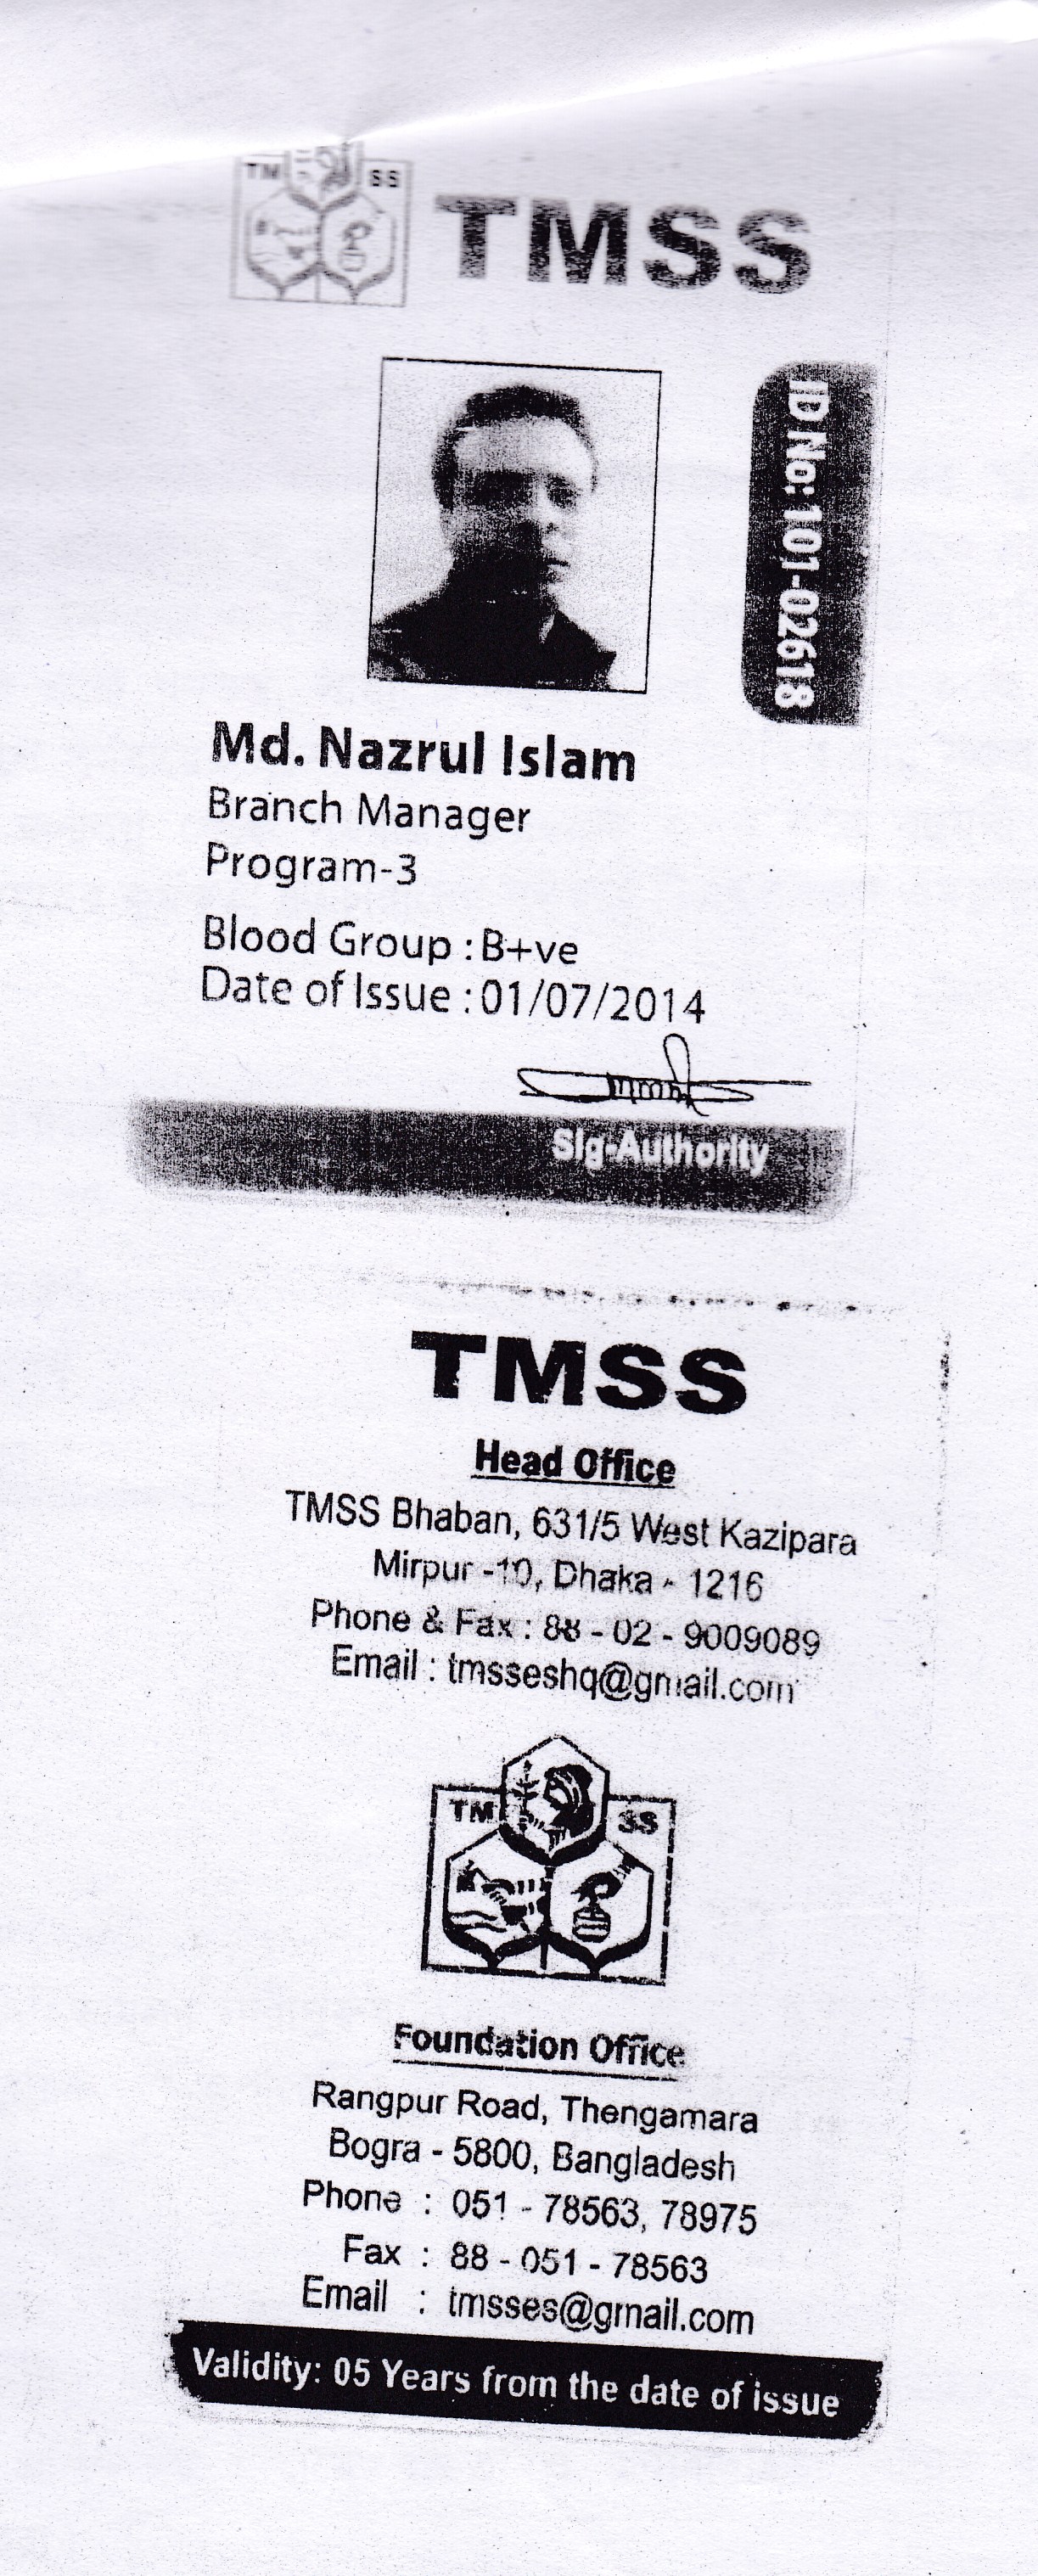 TM SS
TMSS
ID No: 101-02618
Md. Nazrul Islam
Branch Manager
Program-3
Blood Group : B+ve
Date of Issue : 01/07/2014
Sig-Authority
TMSS
Head Office
TMSS Bhaban, 631/5 West Kazipara
Mirpur -10, Dhaka - 1216
Phone & Fax : 88 - 02 - 9009089
Email : tmsseshq@gmail.com
TM SS
Foundation Office
Rangpur Road, Thengamara
Bogra - 5800, Bangladesh
Phone : 051 - 78563, 78975
Fax : 88 - 051 - 78563
Email : tmsses@gmail.com
Validity: 05 Years from the date of issue